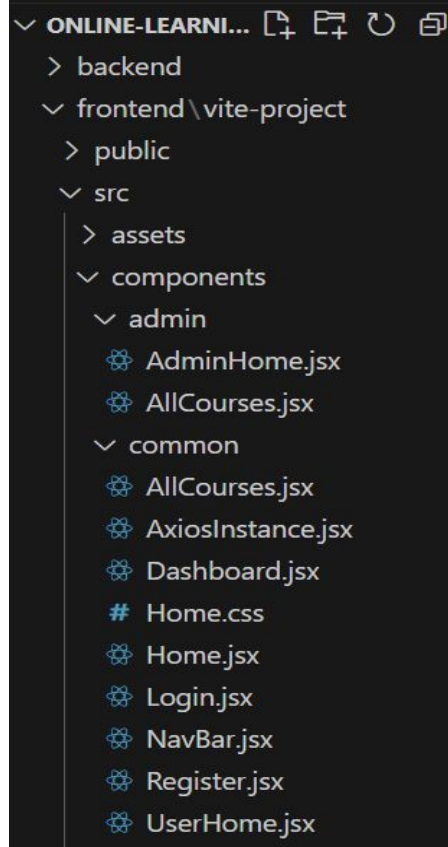 ONLINE-LEARNI...
backend
frontend\vite-project
public
src
assets
components
admin
AdminHome.jsx
AllCourses.jsx
common
AllCourses.jsx
AxiosInstance.jsx
Dashboard.jsx
# Home.css
Home.jsx
Login.jsx
NavBar.jsx
Register.jsx
UserHome.jsx